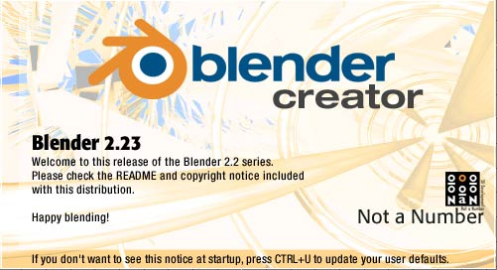 blender
creator
Blender 2.23
Welcome to this release of the Blender 2.2 series.
Please check the README and copyright notice included
with this distribution.
Happy blending!
Not a Number
If you don't want to see this notice at startup, press CTRL+U to update your user defaults.